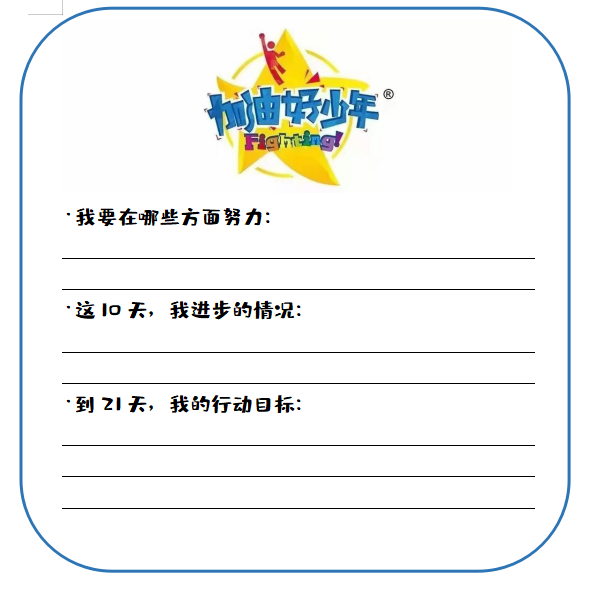 加油好少年®
Fighting!
·我要在哪些方面努力：
·这10天，我进步的情况：
·到21天，我的行动目标：